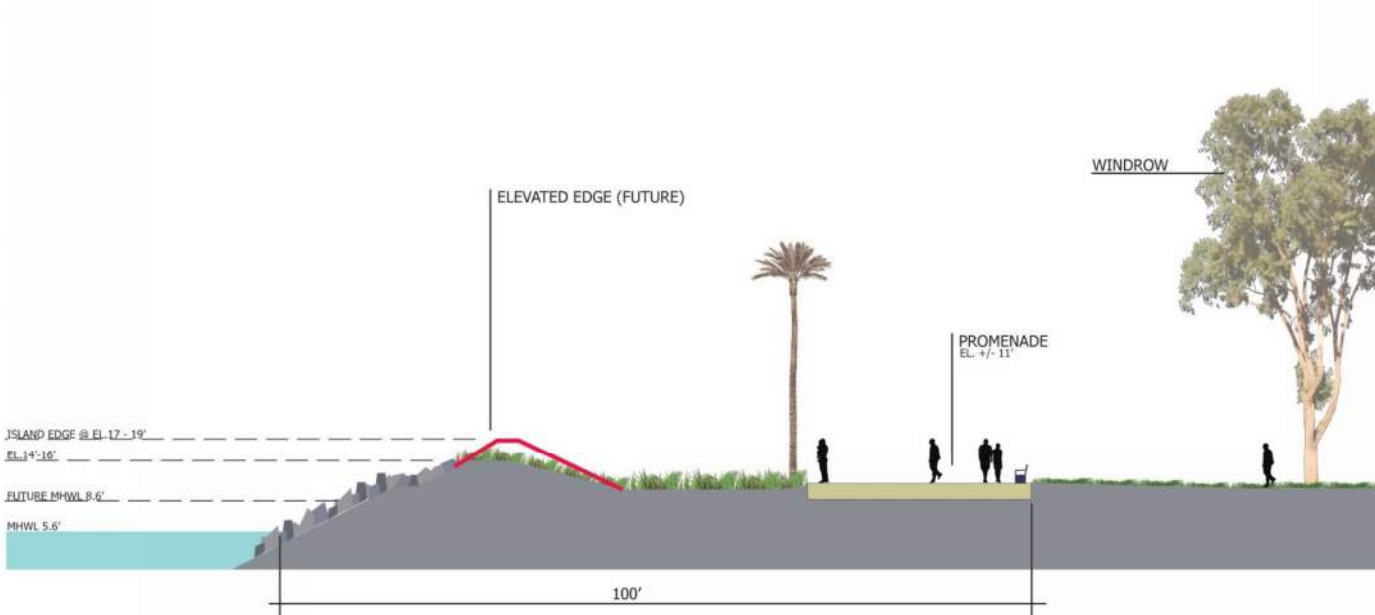 WINDROW
ELEVATED EDGE (FUTURE)
PROMENADE
EL. +/- 11'
ISLAND EDGE @ EL.17 - 19'
EL.14'-16'
FUTURE MHWL 8.6'
MHWL 5.6'
100'